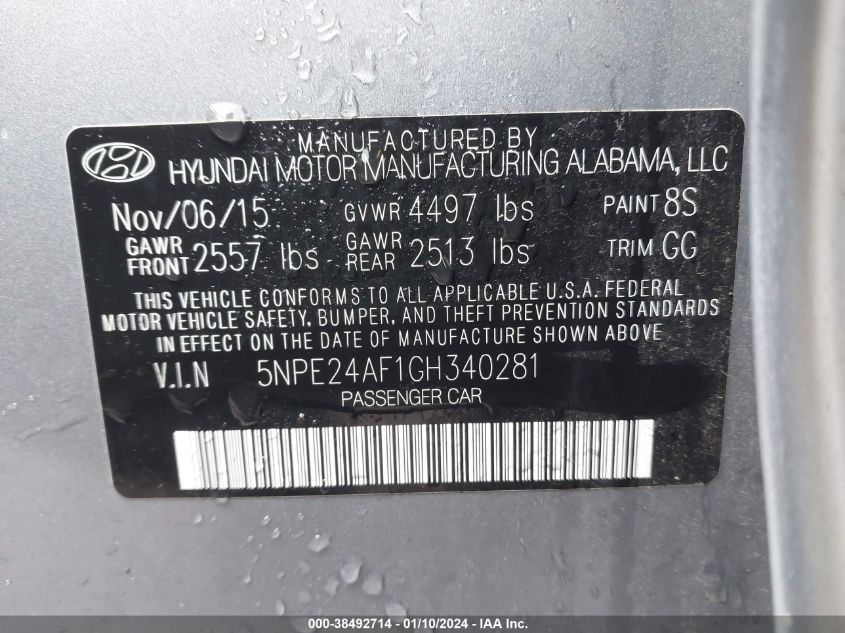 MANUFACTURED BY
HYUNDAI MOTOR MANUFACTURING ALABAMA, LLC
Nov/06/15 GVWR 4497 lbs PAINT 8S
GAWR FRONT 2557 lbs GAWR REAR 2513 lbs TRIM GG
THIS VEHICLE CONFORMS TO ALL APPLICABLE U.S.A. FEDERAL
MOTOR VEHICLE SAFETY, BUMPER, AND THEFT PREVENTION STANDARDS
IN EFFECT ON THE DATE OF MANUFACTURE SHOWN ABOVE
V.I.N 5NPE24AF1GH340281
PASSENGER CAR
000-38492714 - 01/10/2024 - IAA Inc.